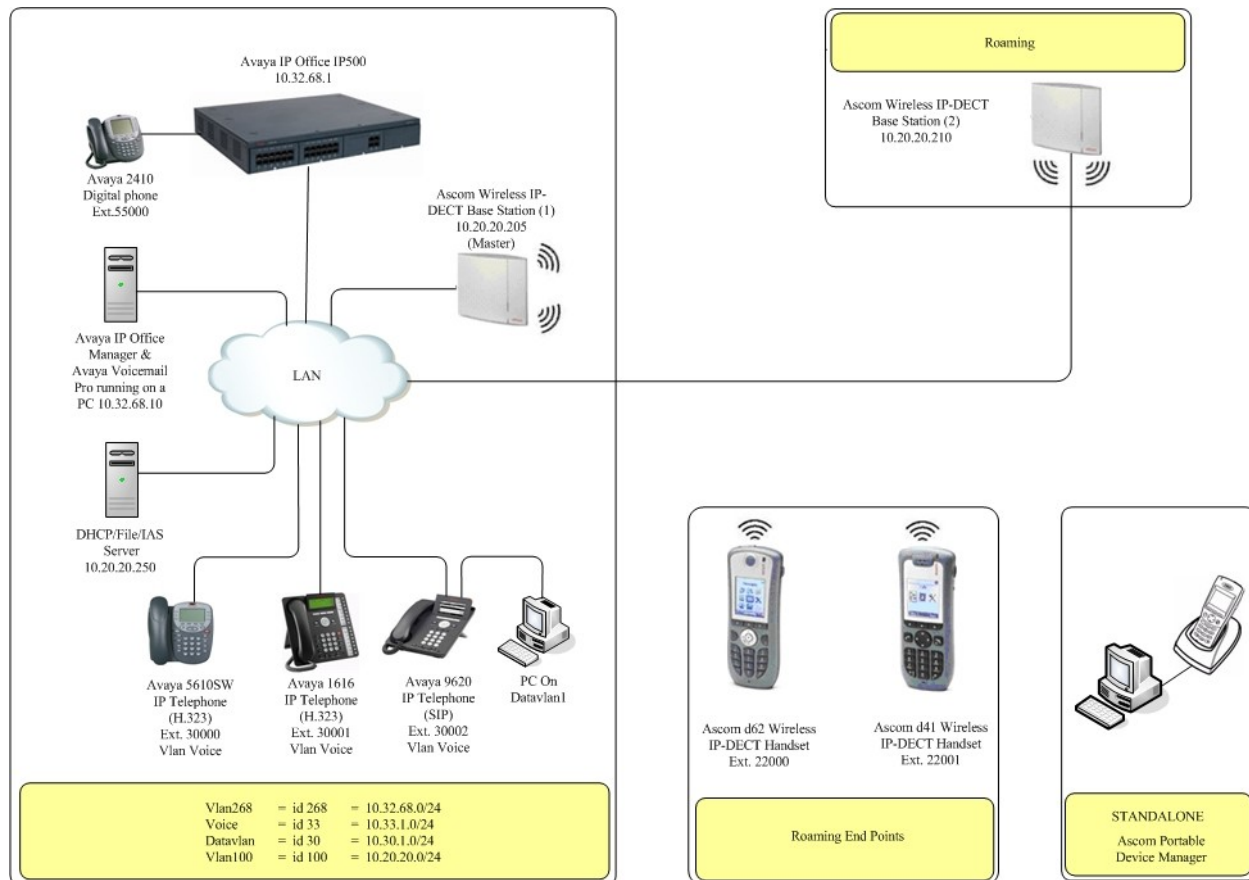 Avaya IP Office IP500
10.32.68.1
Avaya 2410
Digital phone
Ext.55000
Ascom Wireless IP-
DECT Base Station (1)
10.20.20.205
(Master)
Avaya IP Office
Manager &
Avaya Voicemail
Pro running on a
PC 10.32.68.10
LAN
DHCP/File/IAS
Server
10.20.20.250
Avaya 5610SW
IP Telephone
(H.323)
Ext. 30000
Vlan Voice
Avaya 1616
IP Telephone
(H.323)
Ext. 30001
Vlan Voice
Avaya 9620
IP Telephone
(SIP)
Ext. 30002
Vlan Voice
PC On
Datavlan1
Vlan268 = id 268 = 10.32.68.0/24
Voice = id 33 = 10.33.1.0/24
Datavlan = id 30 = 10.30.1.0/24
Vlan100 = id 100 = 10.20.20.0/24
Roaming
Ascom Wireless IP-DECT
Base Station (2)
10.20.20.210
Ascom d62 Wireless
IP-DECT Handset
Ext. 22000
Ascom d41 Wireless
IP-DECT Handset
Ext. 22001
Roaming End Points
STANDALONE
Ascom Portable
Device Manager